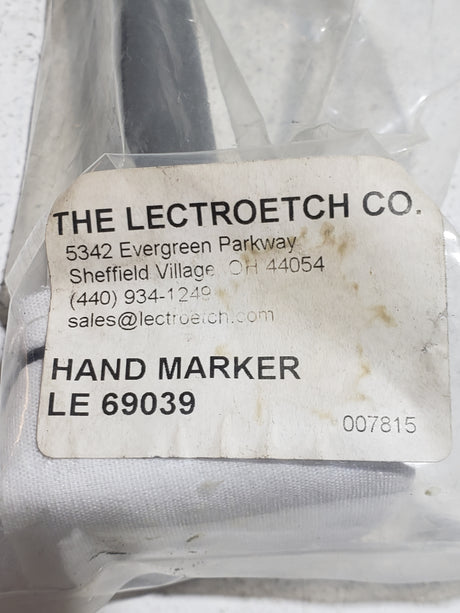 THE LECTROETCH CO.
5342 Evergreen Parkway
Sheffield Village, OH 44054
(440) 934-1249
sales@lectroetch.com
HAND MARKER
LE 69039
007815